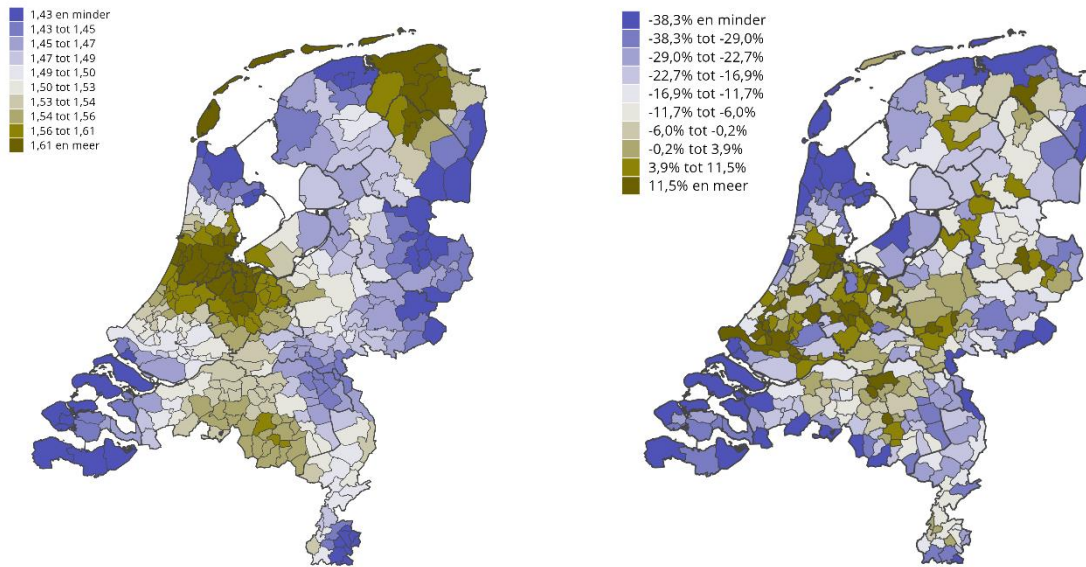 1,43 en minder
1,43 tot 1,45
1,45 tot 1,47
1,47 tot 1,49
1,49 tot 1,50
1,50 tot 1,53
1,53 tot 1,54
1,54 tot 1,56
1,56 tot 1,61
1,61 en meer
-38,3% en minder
-38,3% tot -29,0%
-29,0% tot -22,7%
-22,7% tot -16,9%
-16,9% tot -11,7%
-11,7% tot -6,0%
-6,0% tot -0,2%
-0,2% tot 3,9%
3,9% tot 11,5%
11,5% en meer